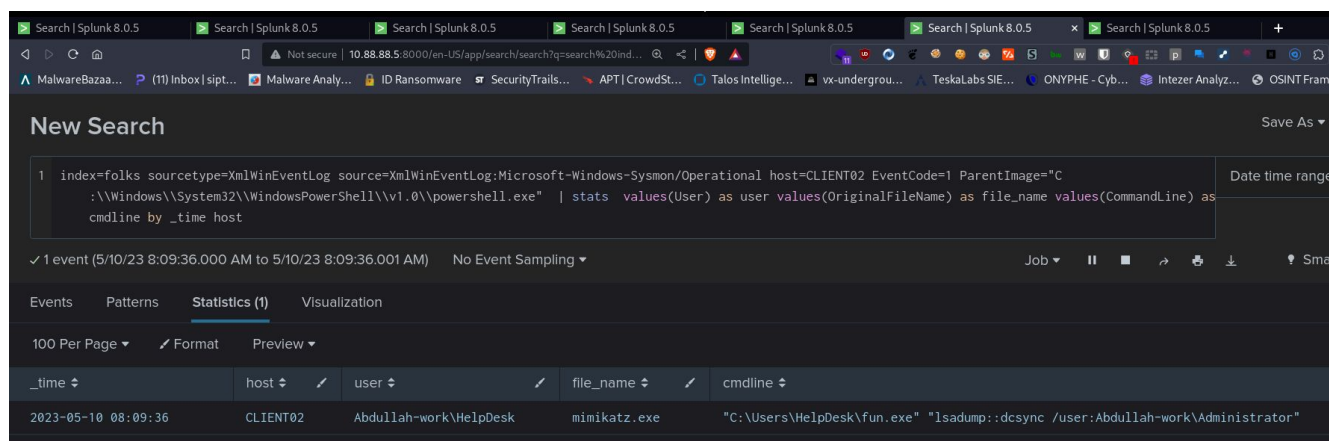 Search | Splunk 8.0.5 Search | Splunk 8.0.5 Search | Splunk 8.0.5 Search | Splunk 8.0.5 Search | Splunk 8.0.5 Search | Splunk 8.0.5 × Search | Splunk 8.0.5 +
Not secure | 10.88.88.5:8000/en-US/app/search/search?q=search%20ind... 11
MalwareBazaa... (11) Inbox | sipt... Malware Analy... ID Ransomware SecurityTrails... APT | CrowdSt... Talos Intellige... vx-undergrou... TeskaLabs SIE... ONYPHE - Cyb... Intezer Analyz... OSINT Fram
New Search
Save As ▾
1 index=folks sourcetype=XmlWinEventLog source=XmlWinEventLog:Microsoft-Windows-Sysmon/Operational host=CLIENT02 EventCode=1 ParentImage="C
:\\Windows\\System32\\WindowsPowerShell\\v1.0\\powershell.exe" | stats values(User) as user values(OriginalFileName) as file_name values(CommandLine) as
cmdline by _time host
Date time range
✓ 1 event (5/10/23 8:09:36.000 AM to 5/10/23 8:09:36.001 AM) No Event Sampling ▾ Job ▾ Sma
Events Patterns Statistics (1) Visualization
100 Per Page ▾ Format Preview ▾
_time host user file_name cmdline
2023-05-10 08:09:36 CLIENT02 Abdullah-work\HelpDesk mimikatz.exe "C:\Users\HelpDesk\fun.exe" "lsadump::dcsync /user:Abdullah-work\Administrator"